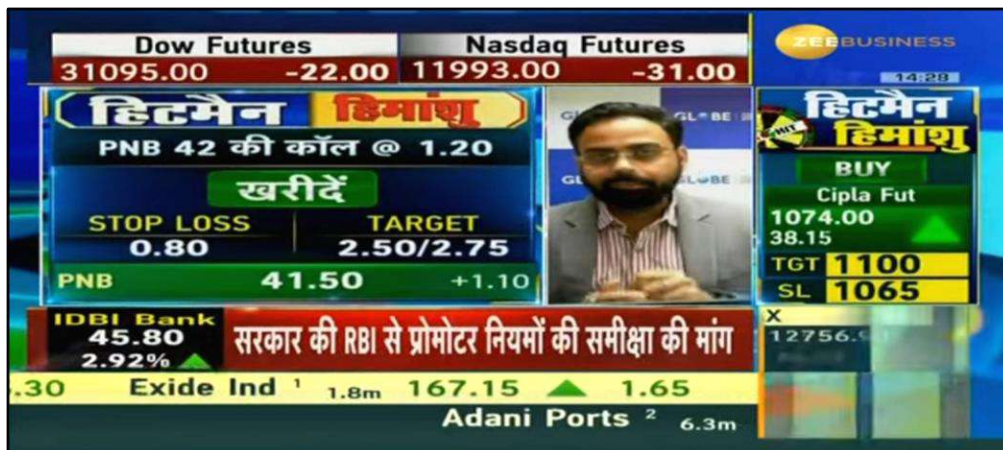 Dow Futures
31095.00 -22.00
Nasdaq Futures
11993.00 -31.00
ZEEBUSINESS
14:28
हिटमैन हिमांशु
PNB 42 की कॉल @ 1.20
खरीदें
STOP LOSS TARGET
0.80 2.50/2.75
PNB 41.50 +1.10
हिटमैन
HIT
हिमांशु
BUY
Cipla Fut
1074.00
38.15
TGT 1100
SL 1065
IDBI Bank
45.80
2.92%
सरकार की RBI से प्रोमोटर नियमों की समीक्षा की मांग
X
.30 Exide Ind 1 1.8m 167.15 1.65
Adani Ports 2 6.3m